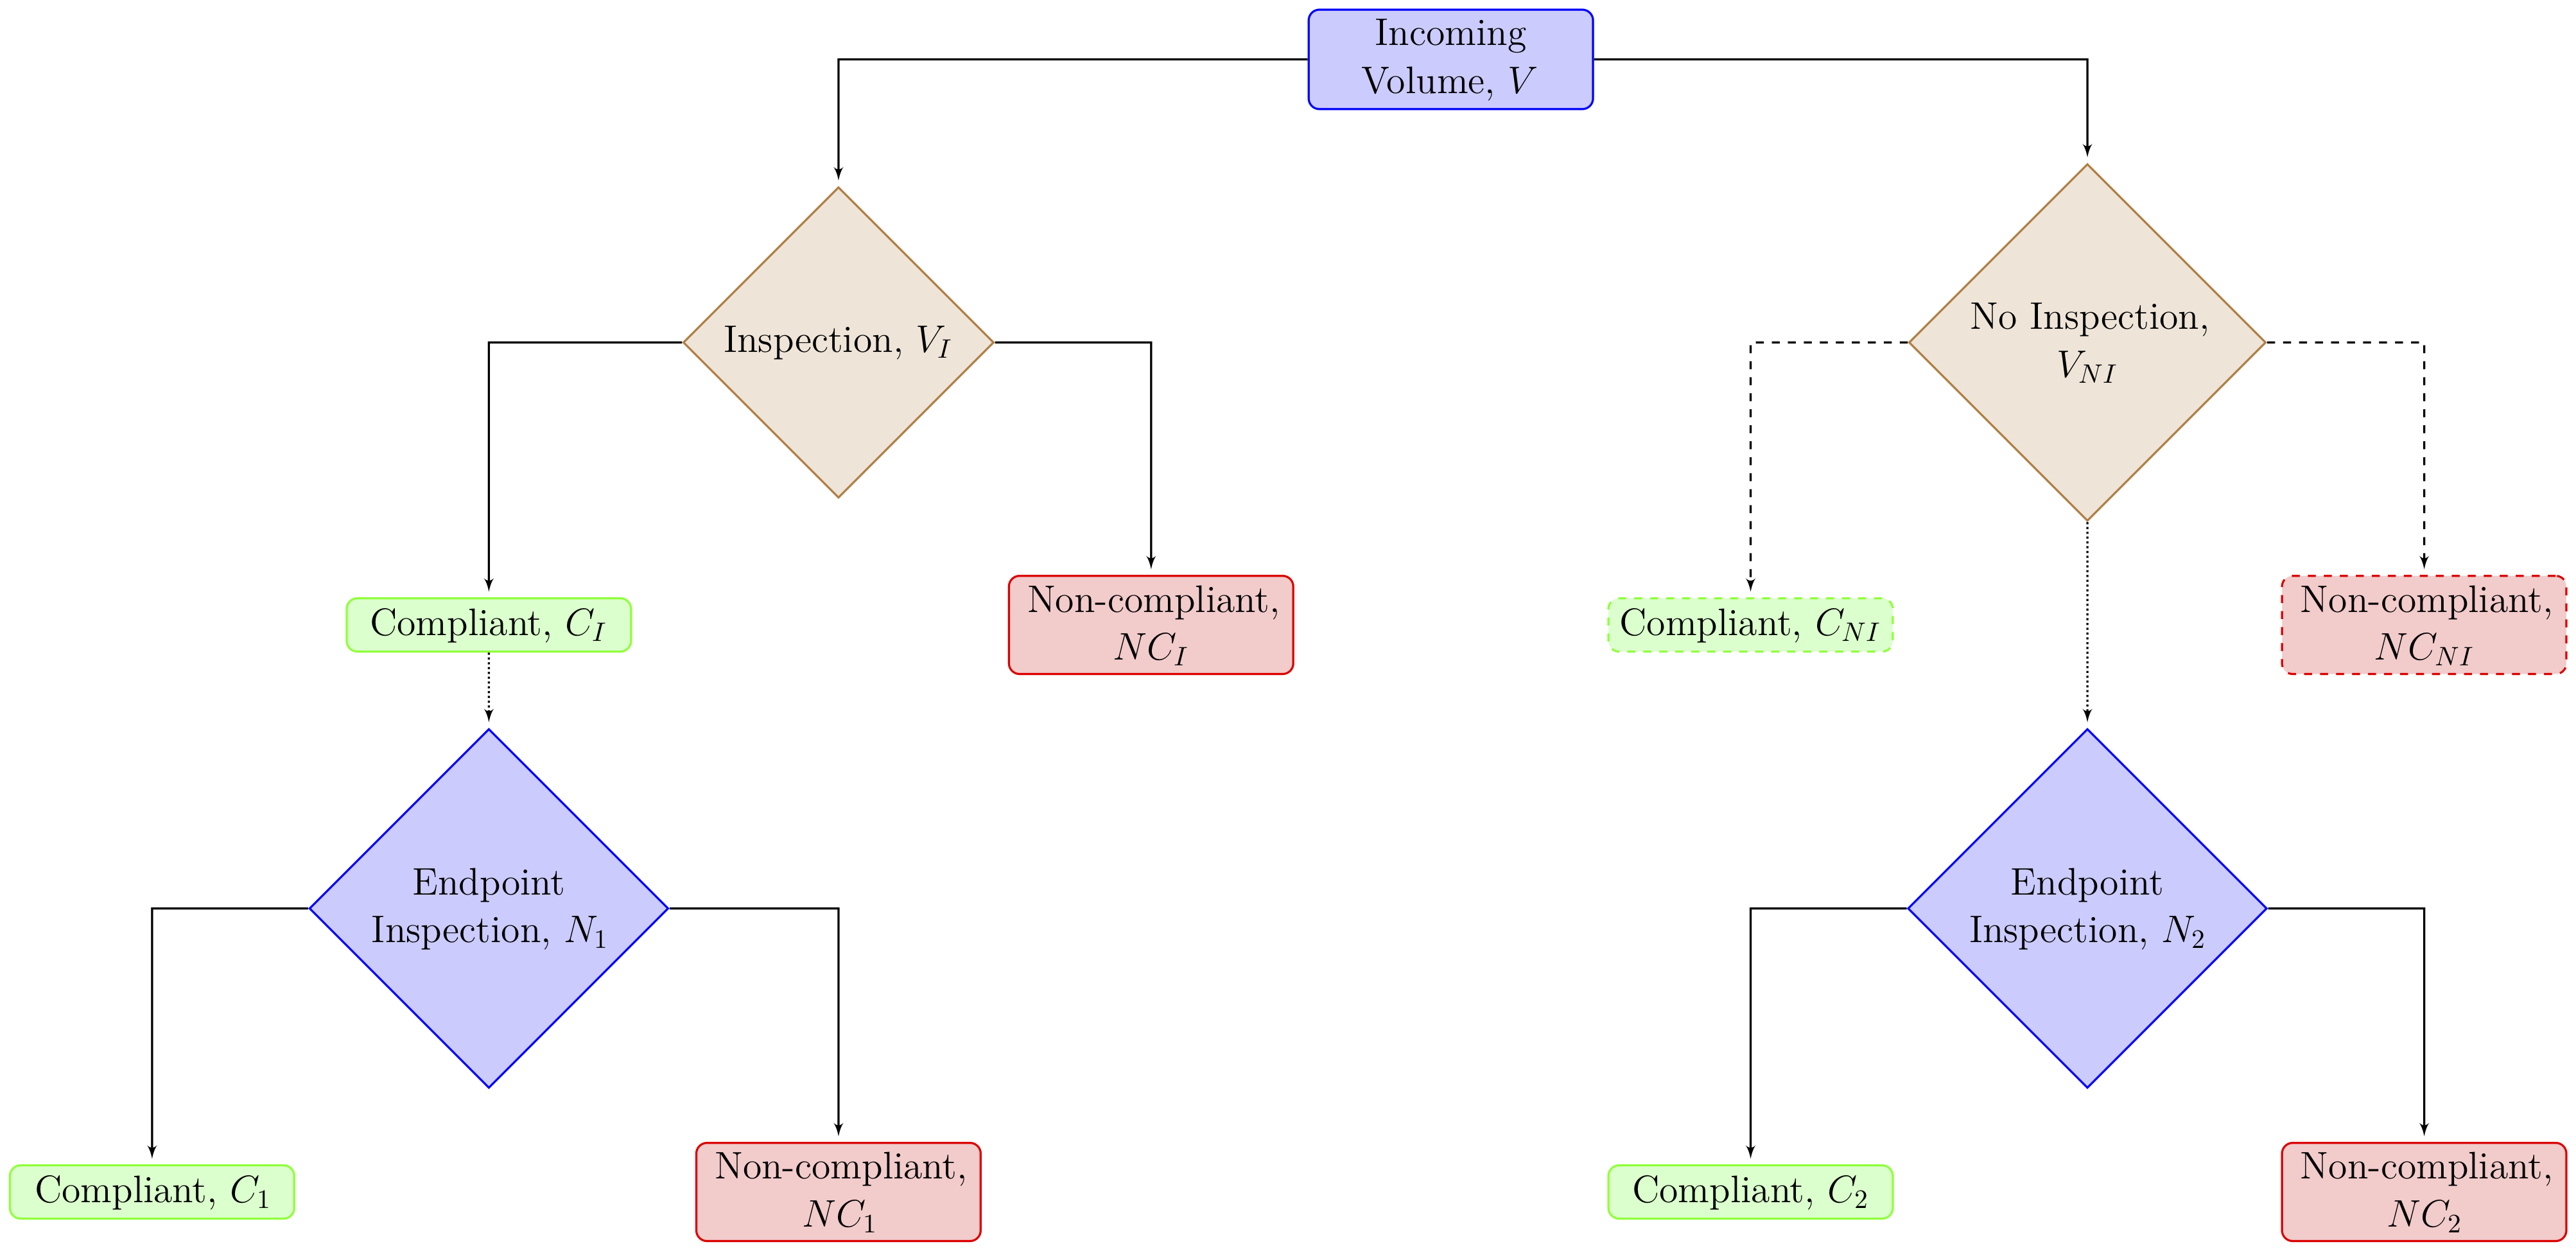 Incoming
Volume, V
Inspection, V_I
No Inspection,
V_{NI}
Compliant, C_I
Non-compliant,
NC_I
Compliant, C_{NI}
Non-compliant,
NC_{NI}
Endpoint
Inspection, N_1
Endpoint
Inspection, N_2
Compliant, C_1
Non-compliant,
NC_1
Compliant, C_2
Non-compliant,
NC_2